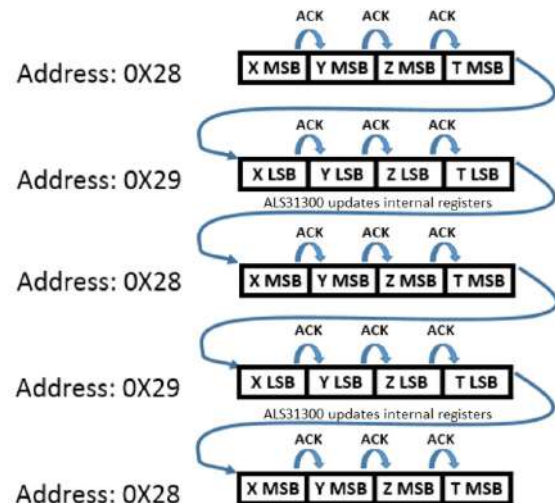 ACK ACK ACK
Address: 0X28 X MSB Y MSB Z MSB T MSB
ACK ACK ACK
Address: 0X29 X LSB Y LSB Z LSB T LSB
ALS31300 updates internal registers
ACK ACK ACK
Address: 0X28 X MSB Y MSB Z MSB T MSB
ACK ACK ACK
Address: 0X29 X LSB Y LSB Z LSB T LSB
ALS31300 updates internal registers
ACK ACK ACK
Address: 0X28 X MSB Y MSB Z MSB T MSB